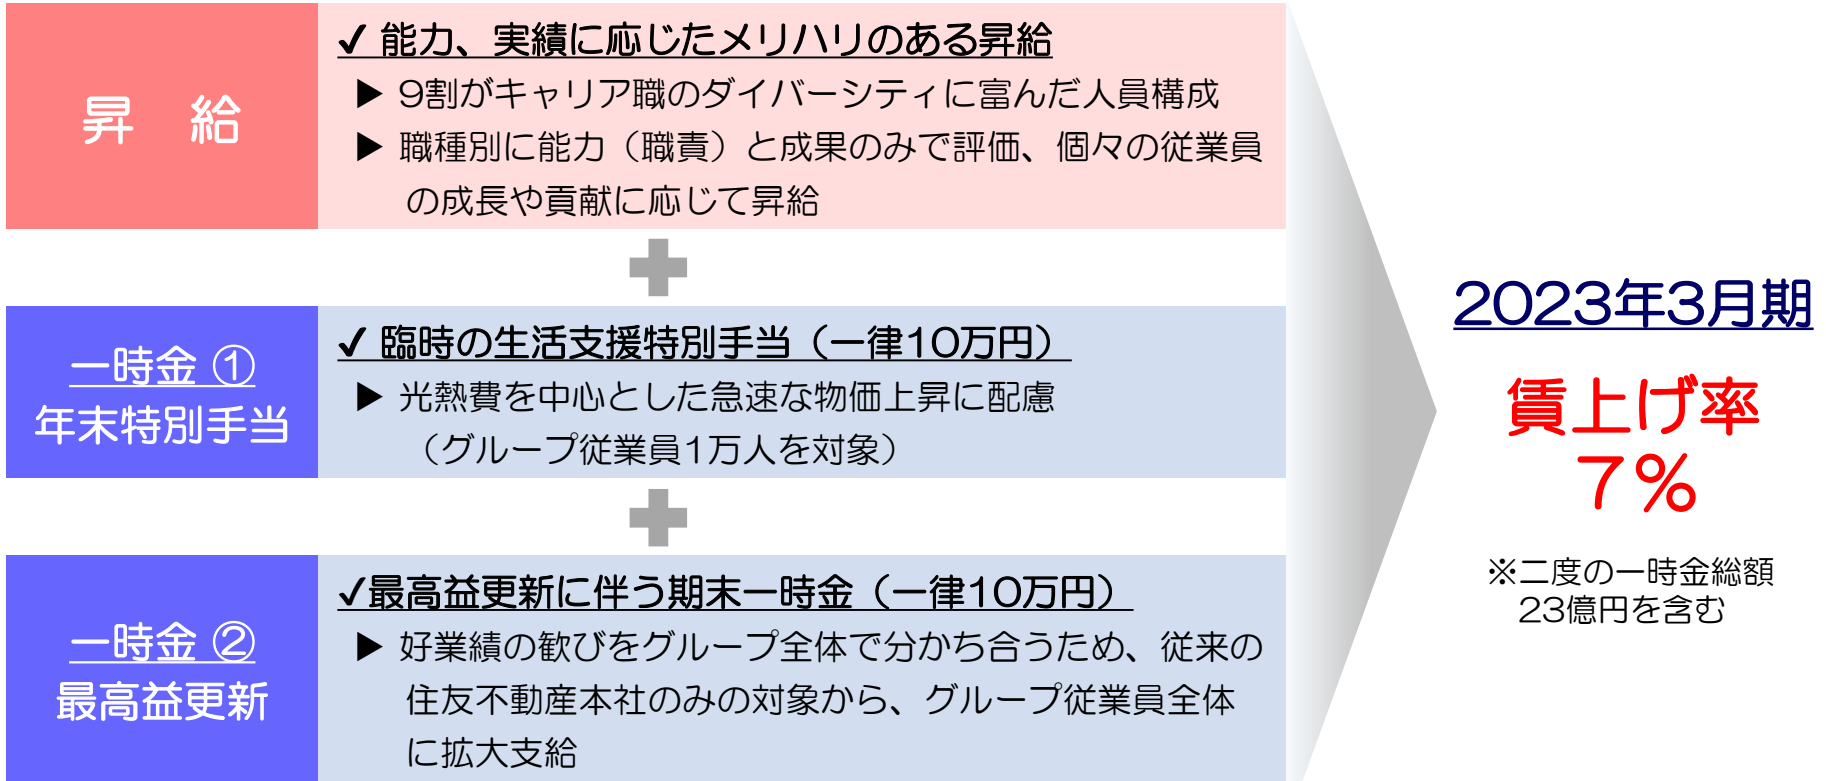 昇　給
✓ 能力、実績に応じたメリハリのある昇給
▶ 9割がキャリア職のダイバーシティに富んだ人員構成
▶ 職種別に能力（職責）と成果のみで評価、個々の従業員
の成長や貢献に応じて昇給
一時金 ①
年末特別手当
✓ 臨時の生活支援特別手当（一律10万円）
▶ 光熱費を中心とした急速な物価上昇に配慮
（グループ従業員1万人を対象）
一時金 ②
最高益更新
✓最高益更新に伴う期末一時金（一律10万円）
▶ 好業績の歓びをグループ全体で分かち合うため、従来の
住友不動産本社のみの対象から、グループ従業員全体
に拡大支給
2023年3月期
賃上げ率
7％
※二度の一時金総額
23億円を含む